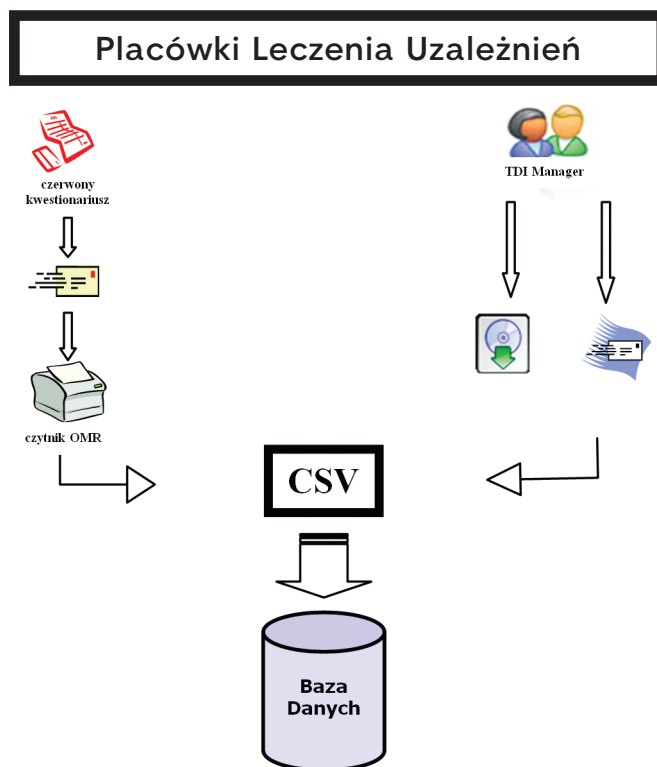 Placówki Leczenia Uzależnień
czerwony
kwestionariusz
TDI Manager
czytnik OMR
CSV
Baza
Danych